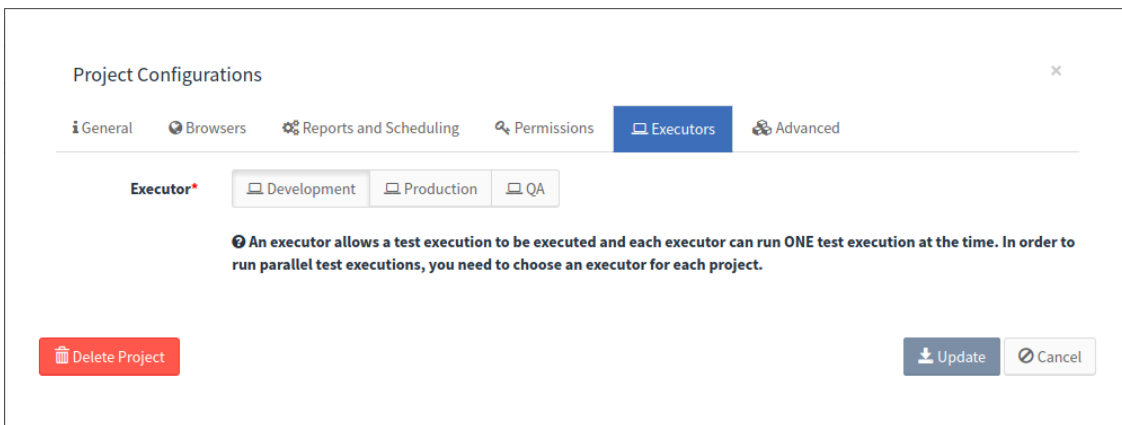 Project Configurations
×
General Browsers Reports and Scheduling Permissions Executors Advanced
Executor* Development Production QA
An executor allows a test execution to be executed and each executor can run ONE test execution at the time. In order to
run parallel test executions, you need to choose an executor for each project.
Delete Project Update Cancel